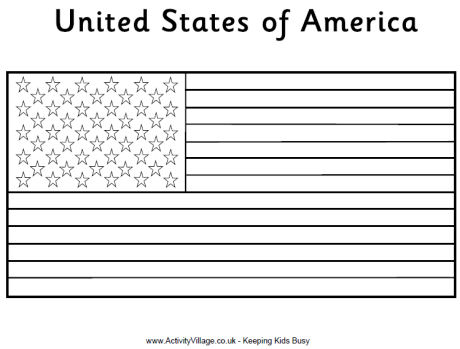 United States of America
www.ActivityVillage.co.uk - Keeping Kids Busy